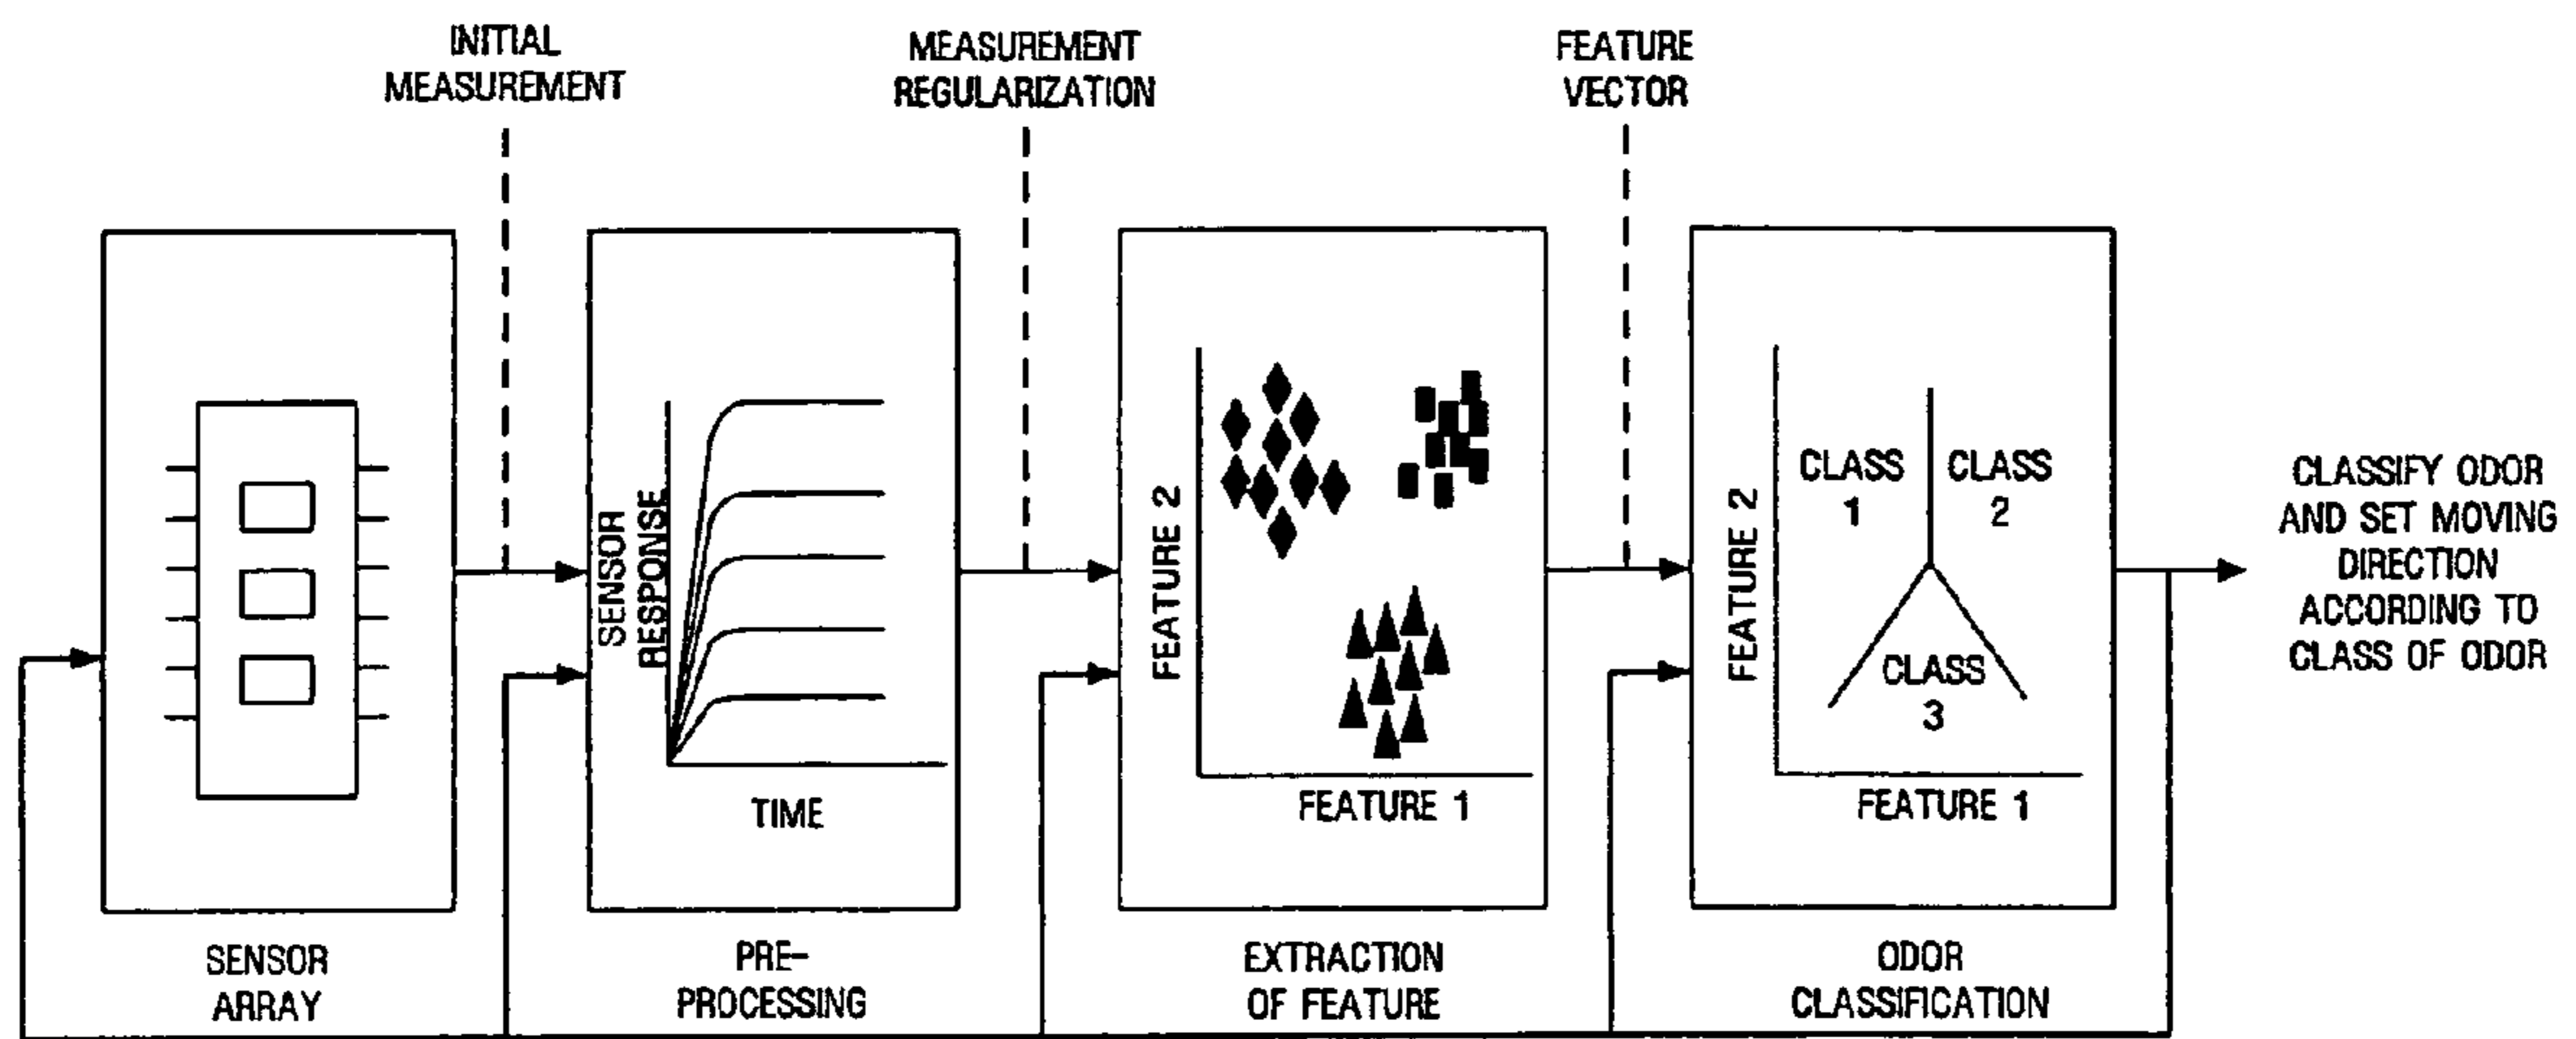 INITIAL
MEASUREMENT
MEASUREMENT
REGULARIZATION
FEATURE
VECTOR
SENSOR
RESPONSE
TIME
FEATURE 2
FEATURE 1
FEATURE 2
CLASS
1
CLASS
2
CLASS
3
FEATURE 1
CLASSIFY ODOR
AND SET MOVING
DIRECTION
ACCORDING TO
CLASS OF ODOR
SENSOR
ARRAY
PRE-
PROCESSING
EXTRACTION
OF FEATURE
ODOR
CLASSIFICATION